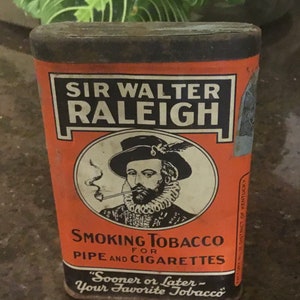 SIR WALTER
RALEIGH
SMOKING TOBACCO
FOR
PIPE AND CIGARETTES
"Sooner or Later-
Your Favorite Tobacco"